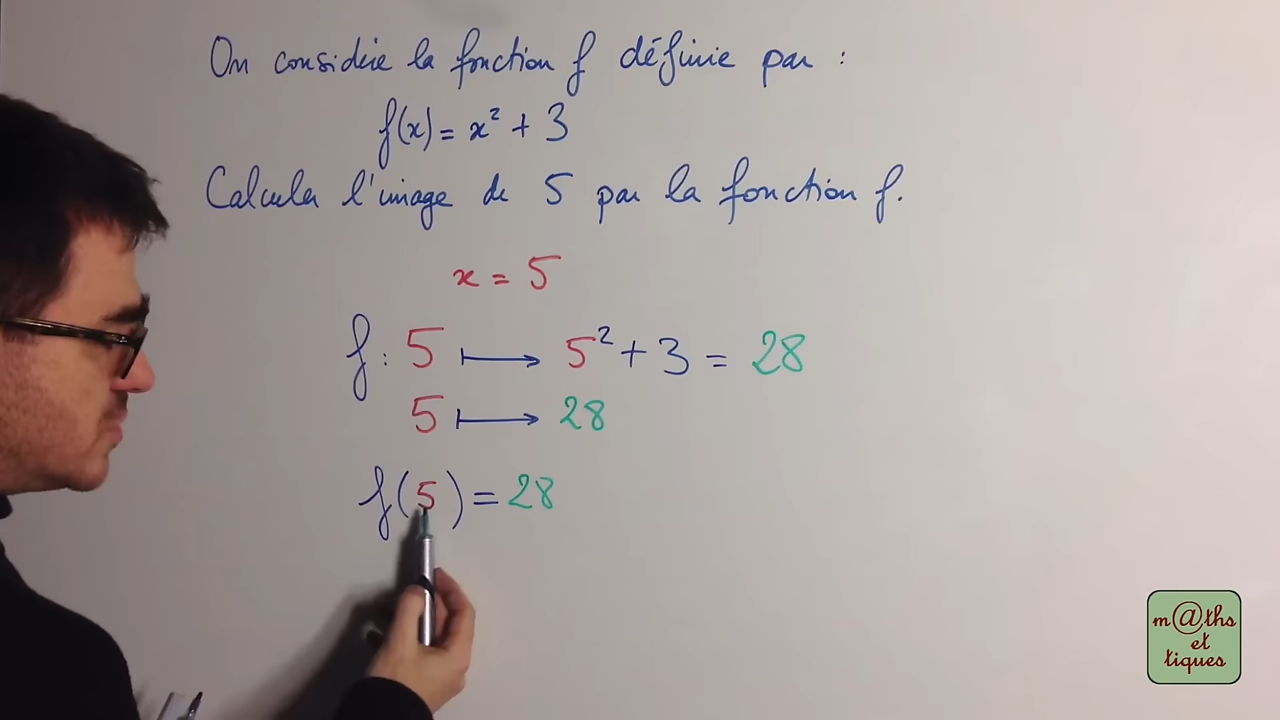 On considère la fonction f définie par :
f(x) = x² + 3
Calculer l'image de 5 par la fonction f.
x = 5
f : 5 ⟼ 5² + 3 = 28
5 ⟼ 28
f(5) = 28
m@ths
et
tiques